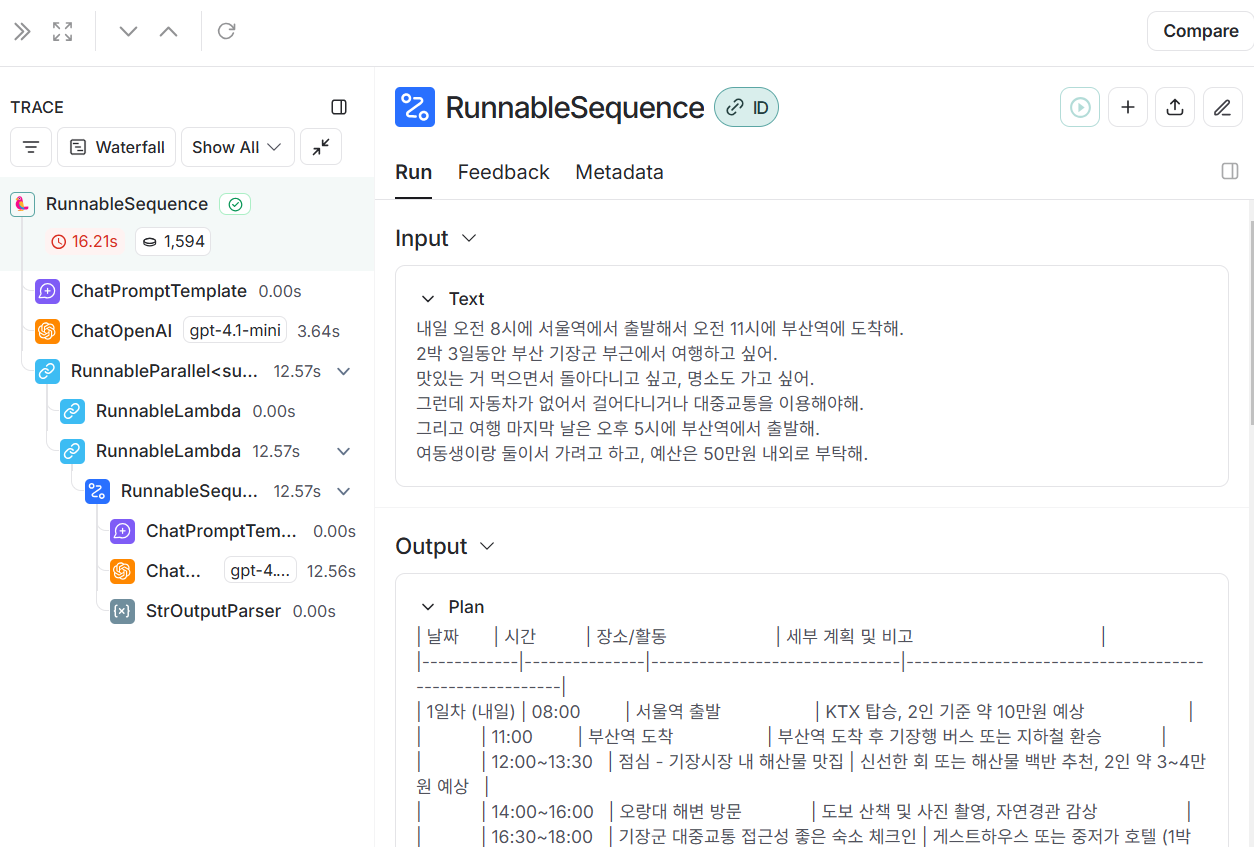 Compare
TRACE
Waterfall
Show All
RunnableSequence
16.21s
1,594
ChatPromptTemplate 0.00s
ChatOpenAI gpt-4.1-mini 3.64s
RunnableParallel<su... 12.57s
RunnableLambda 0.00s
RunnableLambda 12.57s
RunnableSequ... 12.57s
ChatPromptTem... 0.00s
Chat... gpt-4.... 12.56s
StrOutputParser 0.00s
RunnableSequence ID
Run Feedback Metadata
Input
Text
내일 오전 8시에 서울역에서 출발해서 오전 11시에 부산역에 도착해.
2박 3일동안 부산 기장군 부근에서 여행하고 싶어.
맛있는 거 먹으면서 돌아다니고 싶고, 명소도 가고 싶어.
그런데 자동차가 없어서 걸어다니거나 대중교통을 이용해야해.
그리고 여행 마지막 날은 오후 5시에 부산역에서 출발해.
여동생이랑 둘이서 가려고 하고, 예산은 50만원 내외로 부탁해.
Output
Plan
| 날짜 | 시간 | 장소/활동 | 세부 계획 및 비고 |
|------------|---------------|-------------------------------|-------------------------------------
------------------|
| 1일차 (내일) | 08:00 | 서울역 출발 | KTX 탑승, 2인 기준 약 10만원 예상 |
| | 11:00 | 부산역 도착 | 부산역 도착 후 기장행 버스 또는 지하철 환승 |
| | 12:00~13:30 | 점심 - 기장시장 내 해산물 맛집 | 신선한 회 또는 해산물 백반 추천, 2인 약 3~4만
원 예상 |
| | 14:00~16:00 | 오랑대 해변 방문 | 도보 산책 및 사진 촬영, 자연경관 감상 |
| | 16:30~18:00 | 기장군 대중교통 접근성 좋은 숙소 체크인 | 게스트하우스 또는 중저가 호텔 (1박